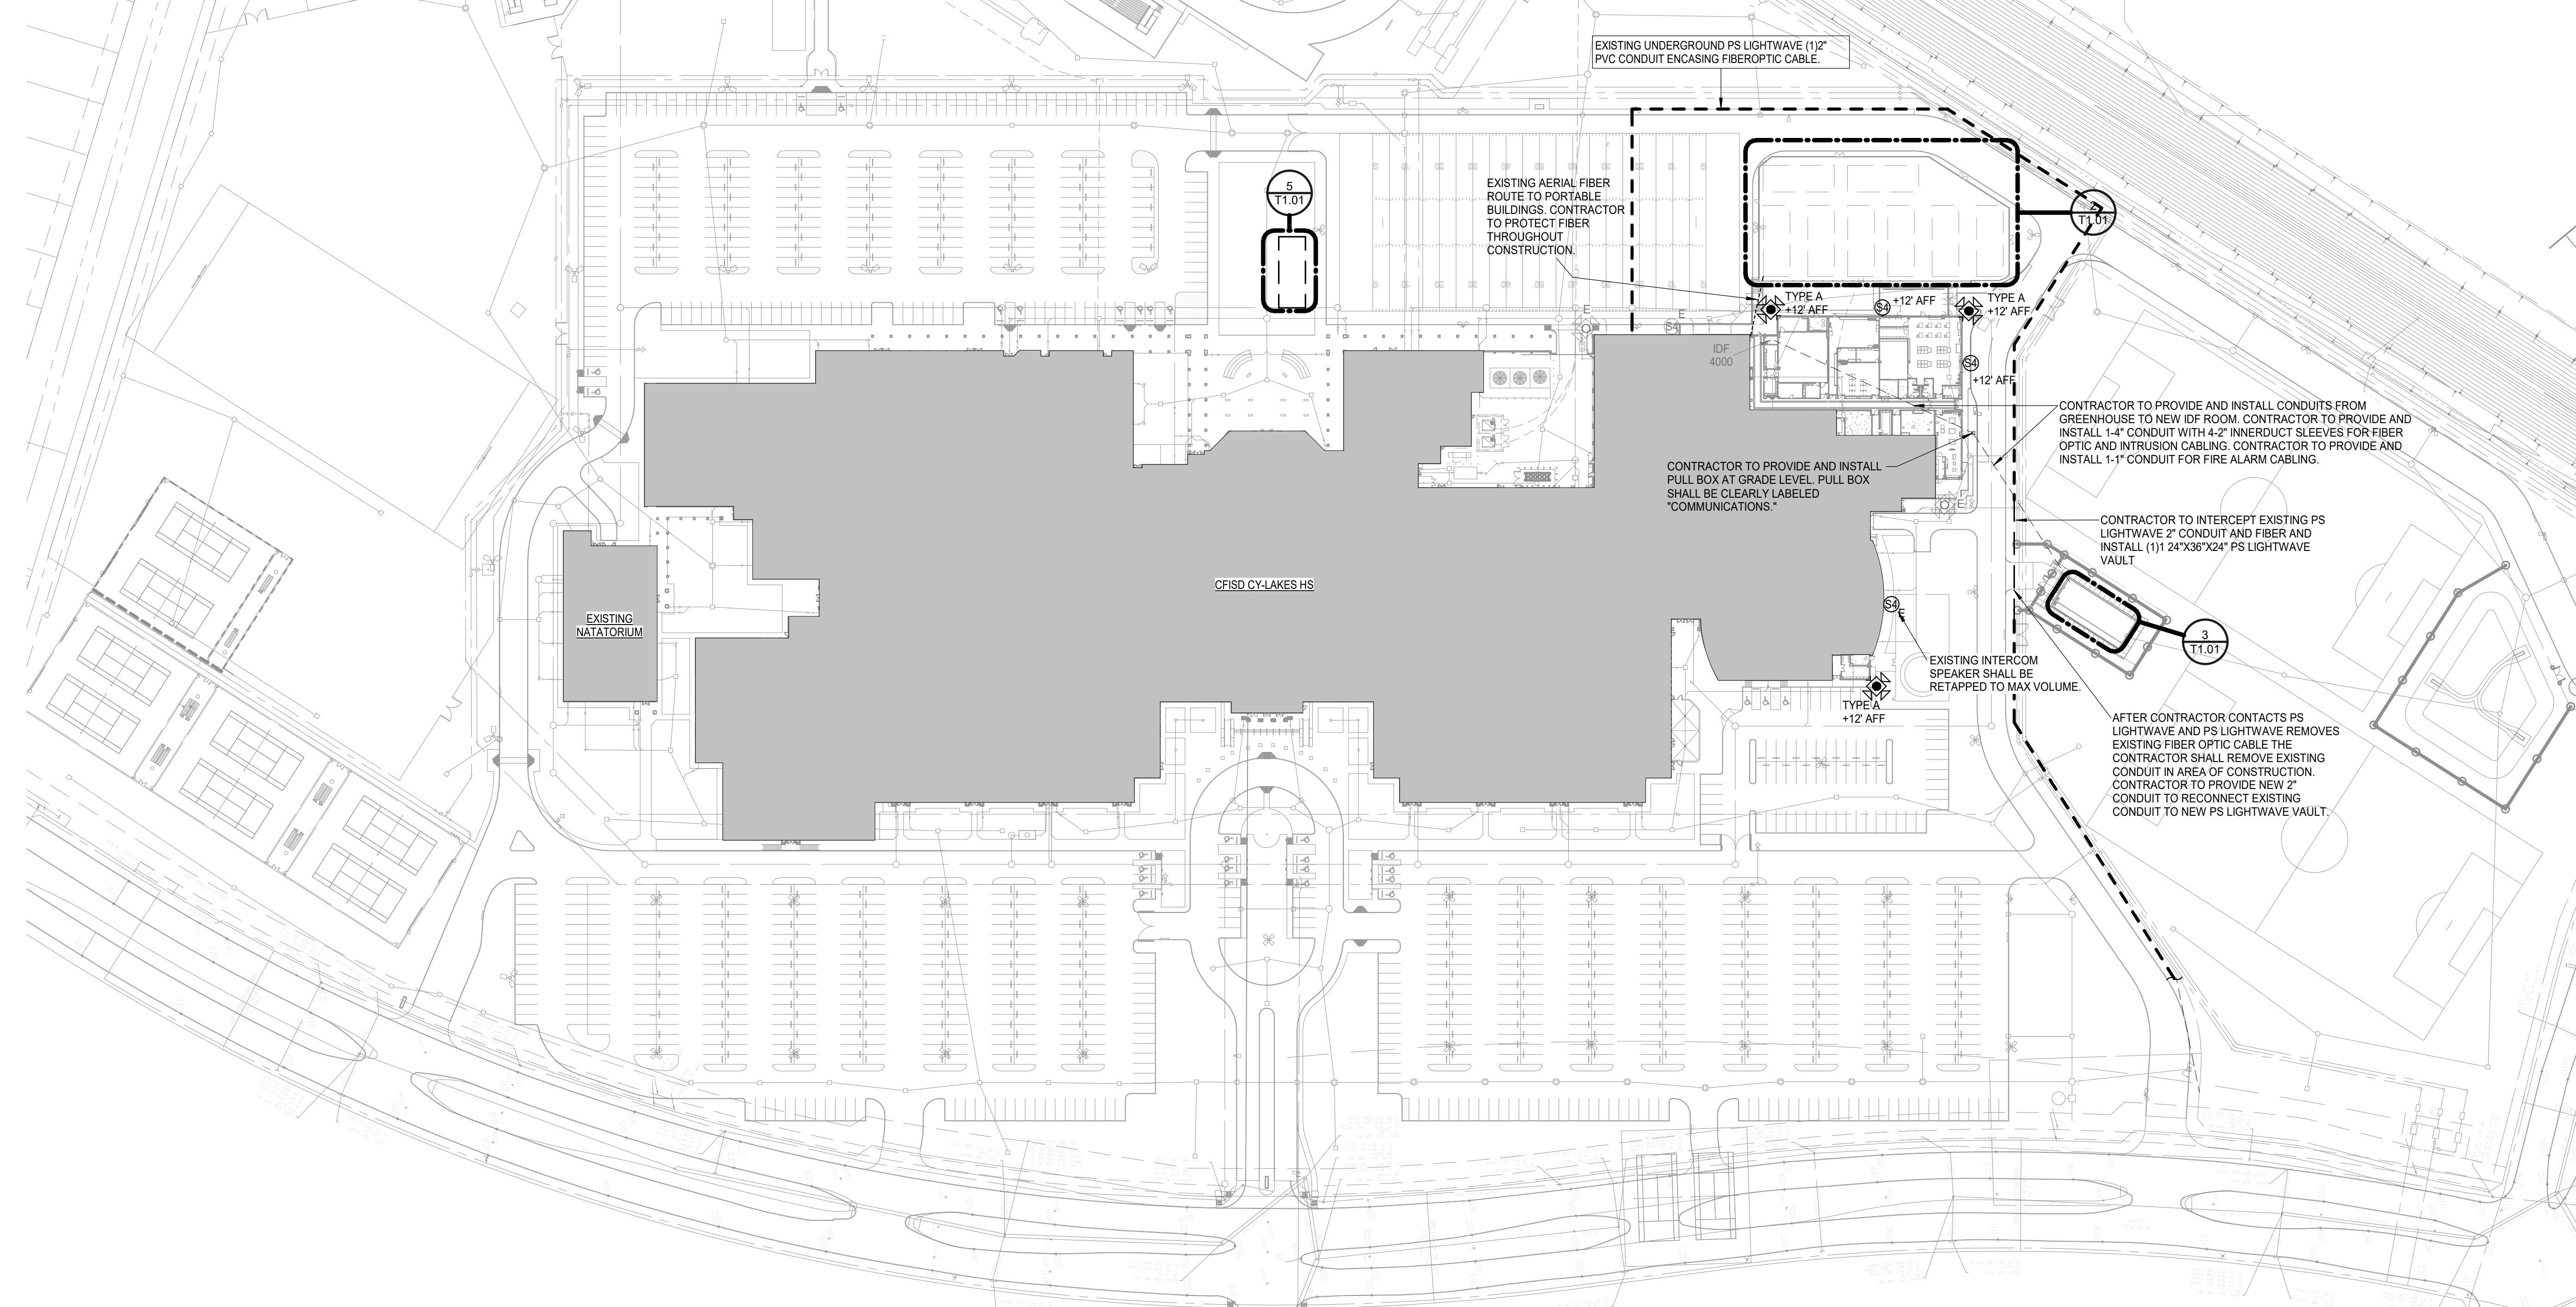 EXISTING UNDERGROUND PS LIGHTWAVE (1)2"
PVC CONDUIT ENCASING FIBEROPTIC CABLE.
EXISTING AERIAL FIBER
ROUTE TO PORTABLE
BUILDINGS. CONTRACTOR
TO PROTECT FIBER
THROUGHOUT
CONSTRUCTION.
5
T1.01
2
T1.01
TYPE A
+12' AFF
S4
+12' AFF
TYPE A
+12' AFF
E
S4
E
IDF
4000
S4
+12' AFF
CONTRACTOR TO PROVIDE AND INSTALL CONDUITS FROM
GREENHOUSE TO NEW IDF ROOM. CONTRACTOR TO PROVIDE AND
INSTALL 1-4" CONDUIT WITH 4-2" INNERDUCT SLEEVES FOR FIBER
OPTIC AND INTRUSION CABLING. CONTRACTOR TO PROVIDE AND
INSTALL 1-1" CONDUIT FOR FIRE ALARM CABLING.
CONTRACTOR TO PROVIDE AND INSTALL
PULL BOX AT GRADE LEVEL. PULL BOX
SHALL BE CLEARLY LABELED
"COMMUNICATIONS."
E
CONTRACTOR TO INTERCEPT EXISTING PS
LIGHTWAVE 2" CONDUIT AND FIBER AND
INSTALL (1)1 24"X36"X24" PS LIGHTWAVE
VAULT
CFISD CY-LAKES HS
EXISTING
NATATORIUM
S4
E
3
T1.01
EXISTING INTERCOM
SPEAKER SHALL BE
RETAPPED TO MAX VOLUME.
TYPE A
+12' AFF
AFTER CONTRACTOR CONTACTS PS
LIGHTWAVE AND PS LIGHTWAVE REMOVES
EXISTING FIBER OPTIC CABLE THE
CONTRACTOR SHALL REMOVE EXISTING
CONDUIT IN AREA OF CONSTRUCTION.
CONTRACTOR TO PROVIDE NEW 2"
CONDUIT TO RECONNECT EXISTING
CONDUIT TO NEW PS LIGHTWAVE VAULT.